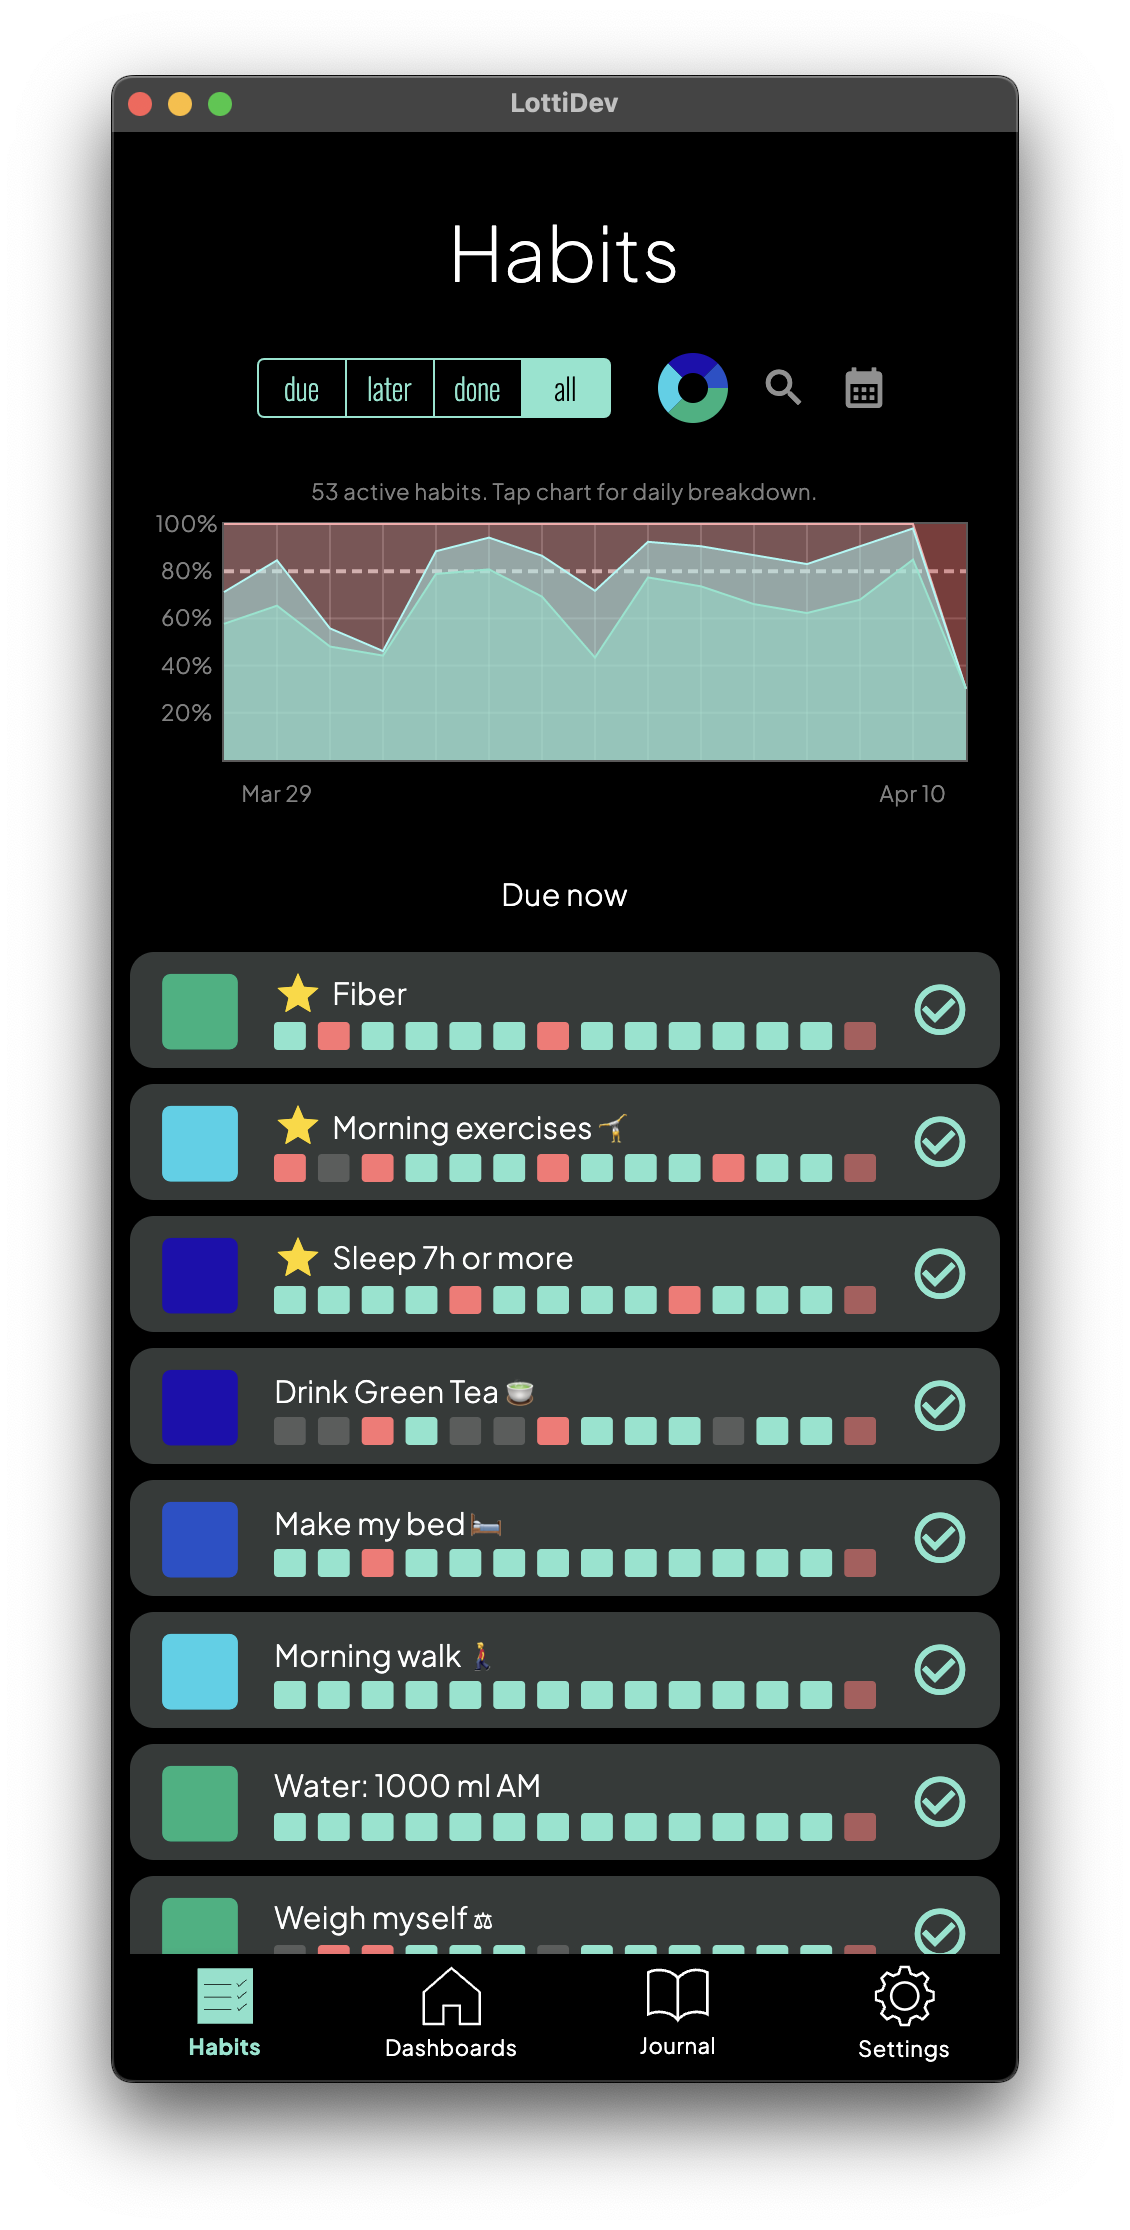 LottiDev
Habits
due later done all
53 active habits. Tap chart for daily breakdown.
100%
80%
60%
40%
20%
Mar 29 Apr 10
Due now
⭐ Fiber
⭐ Morning exercises 🤸
⭐ Sleep 7h or more
Drink Green Tea 🍵
Make my bed 🛏️
Morning walk 🚶
Water: 1000 ml AM
Weigh myself ⚖
Habits Dashboards Journal Settings